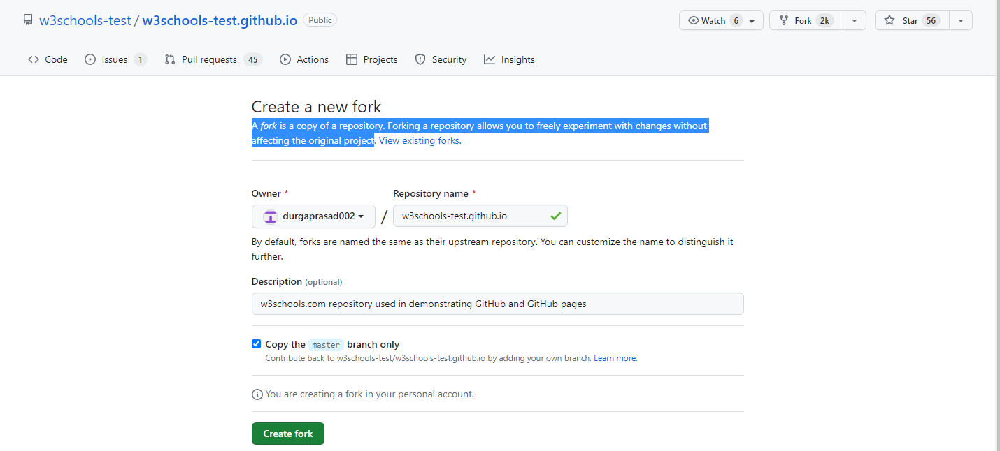 w3schools-test / w3schools-test.github.io Public Watch 6 Fork 2k Star 56
Code Issues 1 Pull requests 45 Actions Projects Security Insights
Create a new fork
A fork is a copy of a repository. Forking a repository allows you to freely experiment with changes without
affecting the original project. View existing forks.
Owner * Repository name *
durgaprasad002 / w3schools-test.github.io
By default, forks are named the same as their upstream repository. You can customize the name to distinguish it
further.
Description (optional)
w3schools.com repository used in demonstrating GitHub and GitHub pages
Copy the master branch only
Contribute back to w3schools-test/w3schools-test.github.io by adding your own branch. Learn more.
You are creating a fork in your personal account.
Create fork